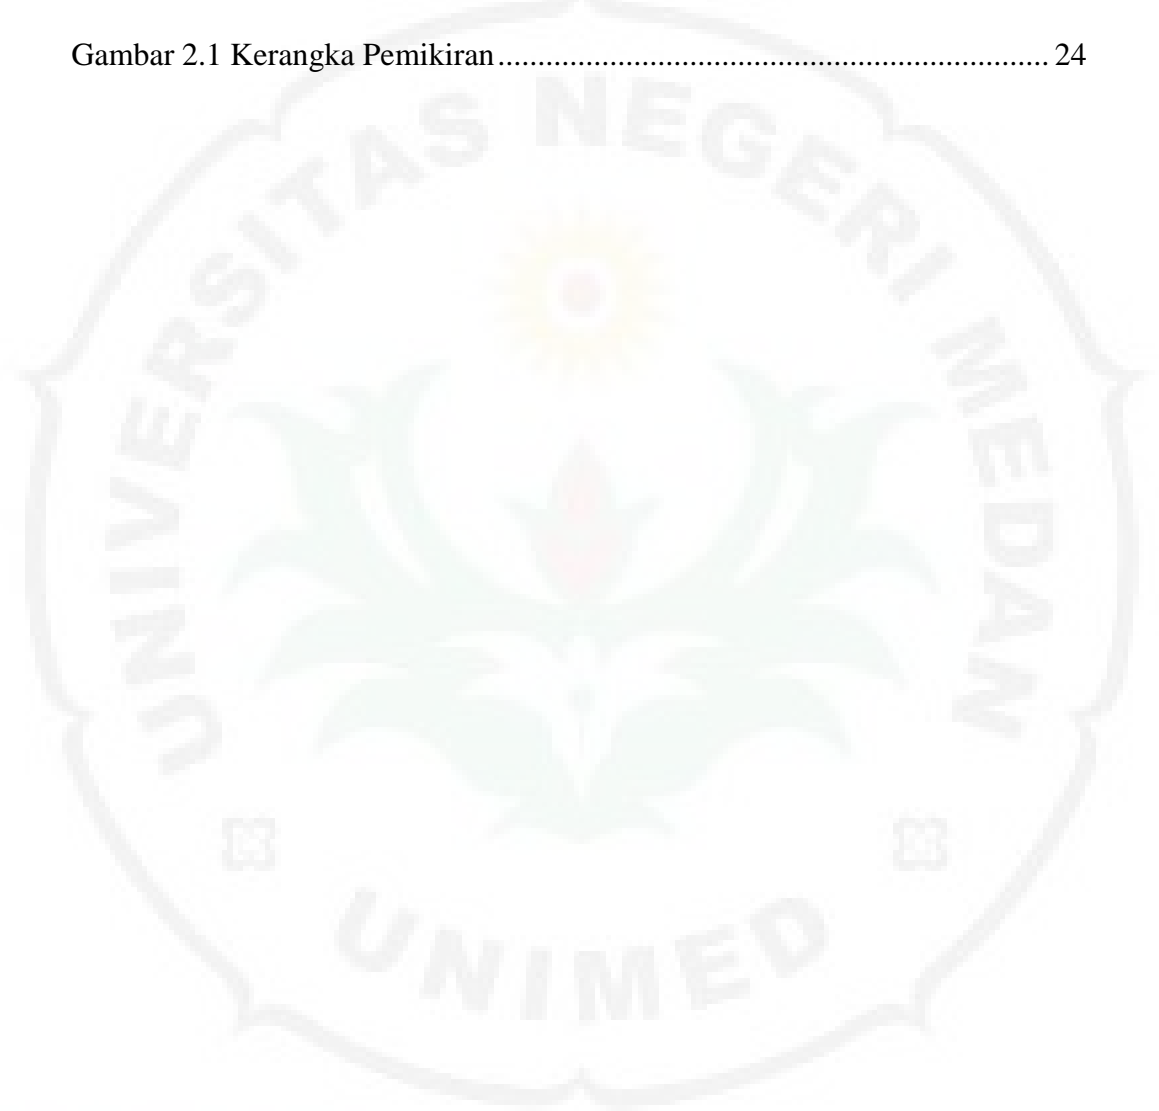 Gambar 2.1 Kerangka Pemikiran..................................................................... 24
UNIVERSITAS NEGERI MEDAN
UNIMED